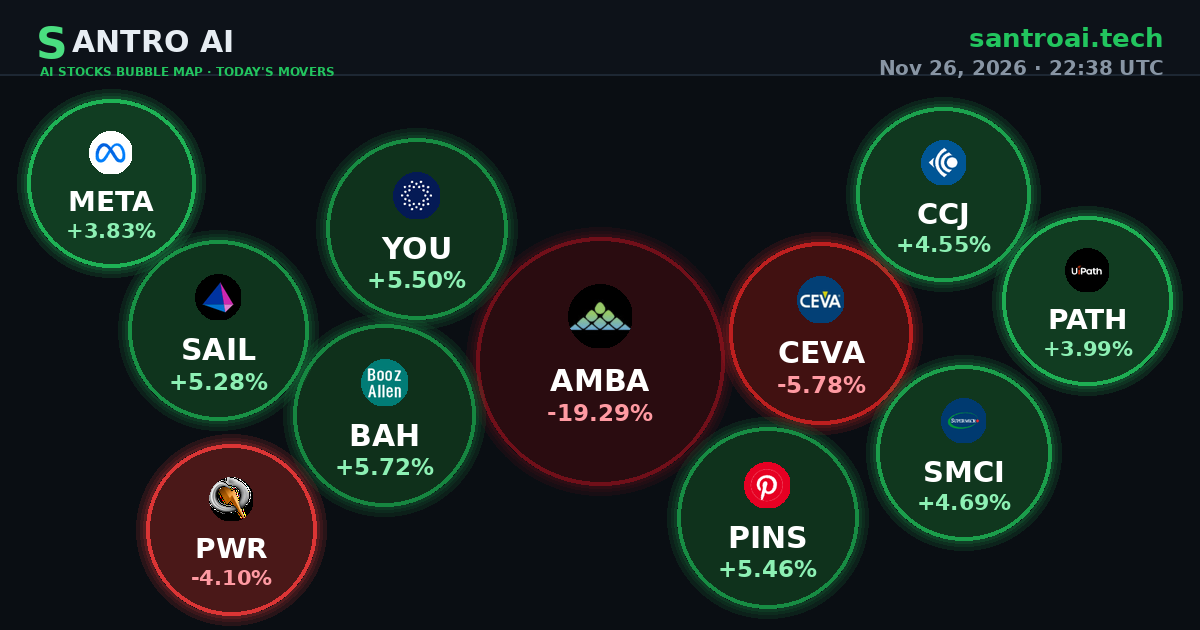 SANTRO AI
AI STOCKS BUBBLE MAP · TODAY'S MOVERS
santroai.tech
Nov 26, 2026 · 22:38 UTC
META
+3.83%
YOU
+5.50%
CCJ
+4.55%
UiPath
PATH
+3.99%
SAIL
+5.28%
CEVA
CEVA
-5.78%
AMBA
-19.29%
Booz
Allen
BAH
+5.72%
SUPERMICR
SMCI
+4.69%
PWR
-4.10%
PINS
+5.46%